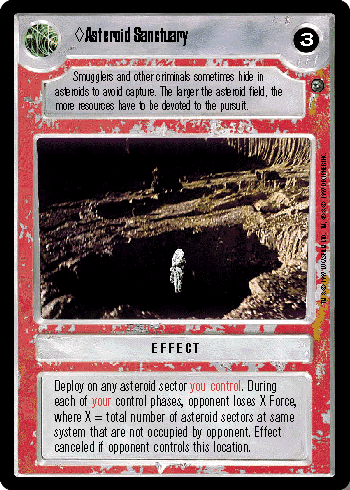 ◊Asteroid Sanctuary
3
Smugglers and other criminals sometimes hide in
asteroids to avoid capture. The larger the asteroid field, the
more resources have to be devoted to the pursuit.
EFFECT
Deploy on any asteroid sector you control. During
each of your control phases, opponent loses X Force,
where X = total number of asteroid sectors at same
system that are not occupied by opponent. Effect
canceled if opponent controls this location.